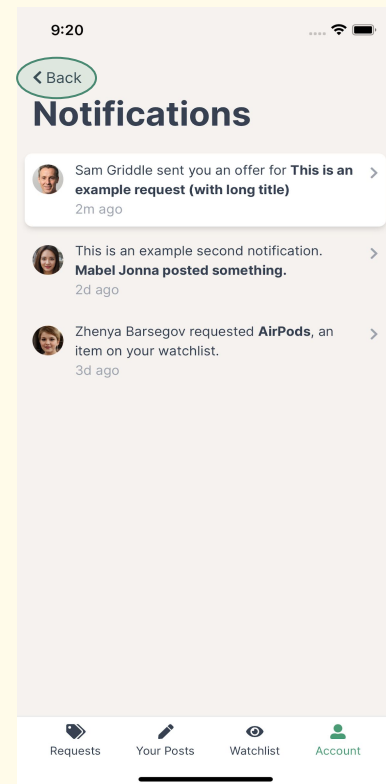 9:20
Back
Notifications
Sam Griddle sent you an offer for This is an
example request (with long title)
2m ago
This is an example second notification.
Mabel Jonna posted something.
2d ago
Zhenya Barsegov requested AirPods, an
item on your watchlist.
3d ago
Requests Your Posts Watchlist Account